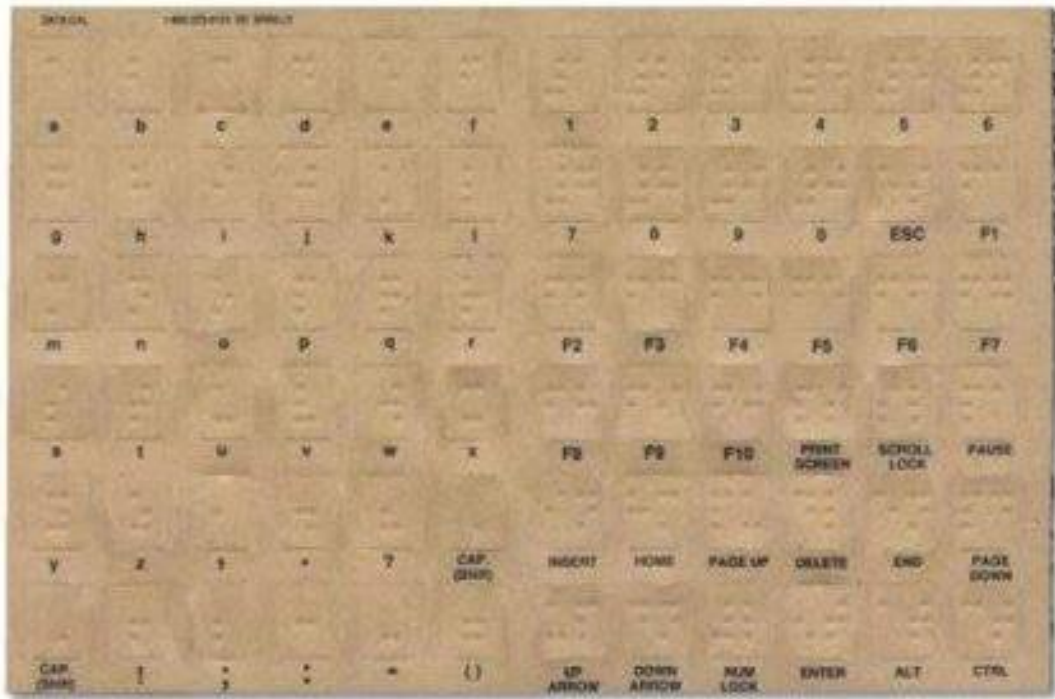 DATACAL
a b c d e f 1 2 3 4 5 6
g h i j k l 7 8 9 0 ESC F1
m n o p q r F2 F3 F4 F5 F6 F7
s t u v w x F8 F9 F10 PRINT SCREEN SCROLL LOCK PAUSE
y z ? CAP. (SHift) INSERT HOME PAGE UP DELETE END PAGE DOWN
CAP. (SHift) ( ) UP ARROW DOWN ARROW NUM LOCK ENTER ALT CTRL